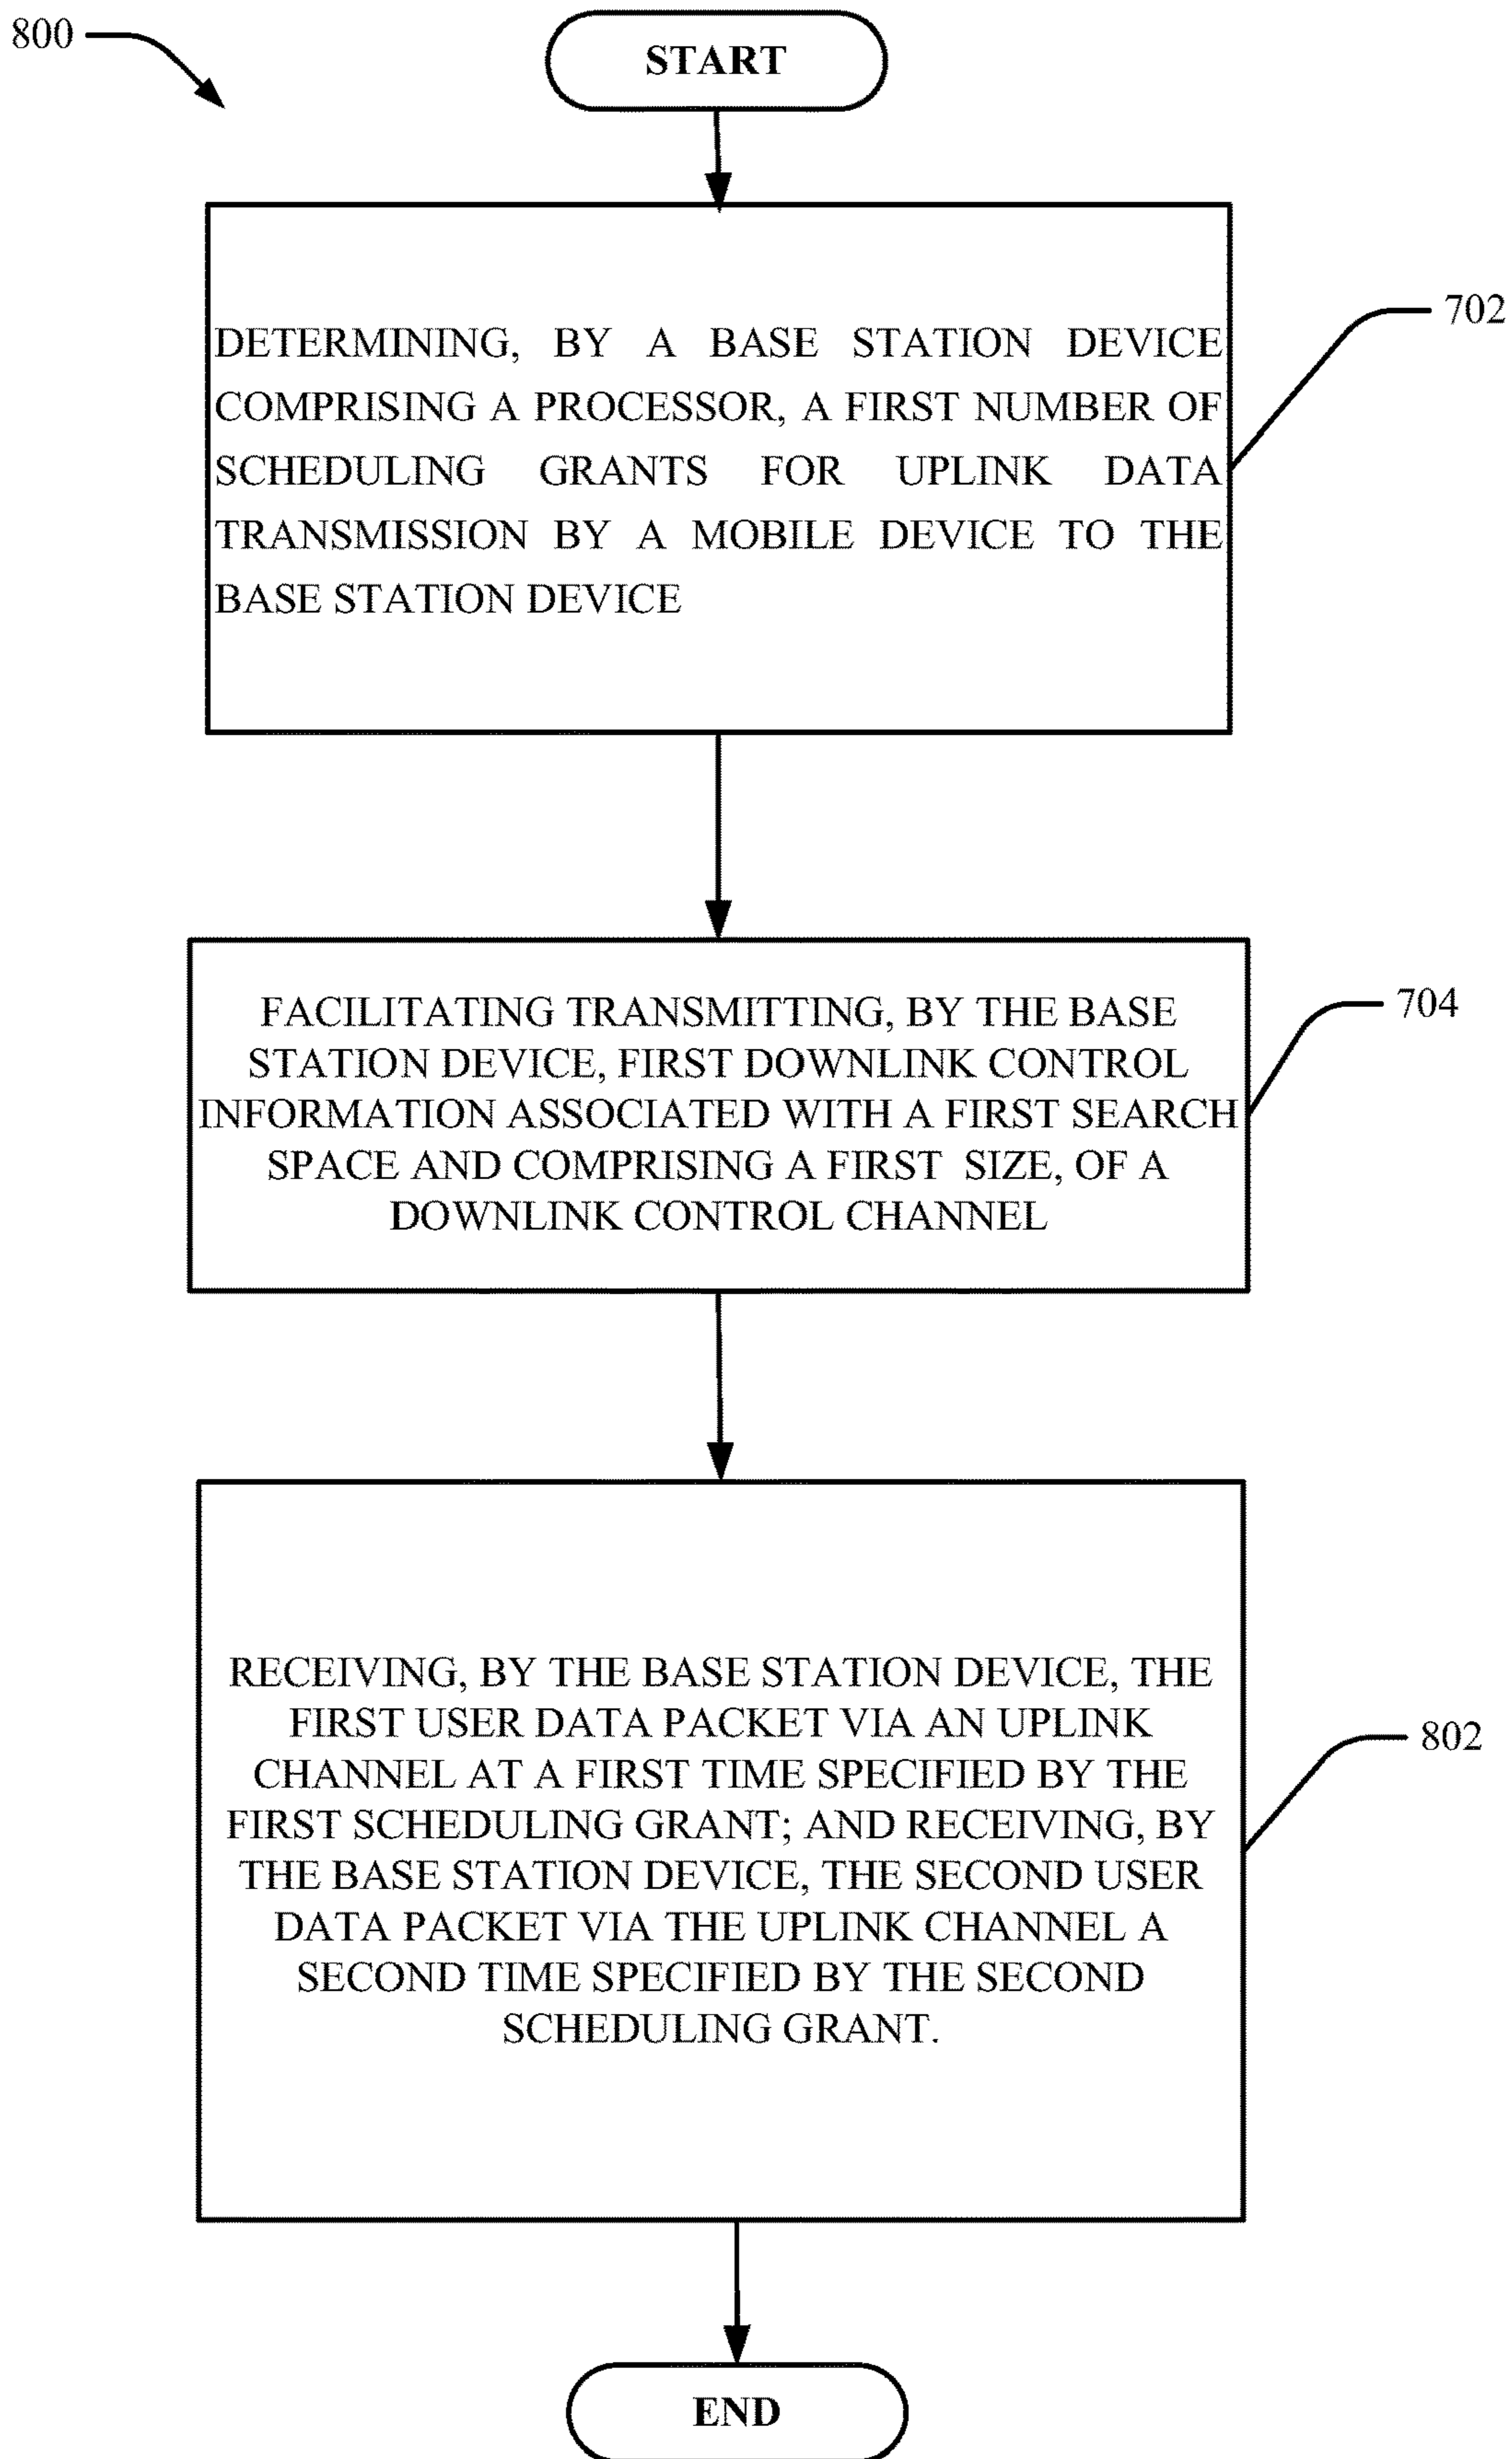 800
START
DETERMINING, BY A BASE STATION DEVICE
COMPRISING A PROCESSOR, A FIRST NUMBER OF
SCHEDULING GRANTS FOR UPLINK DATA
TRANSMISSION BY A MOBILE DEVICE TO THE
BASE STATION DEVICE
702
FACILITATING TRANSMITTING, BY THE BASE
STATION DEVICE, FIRST DOWNLINK CONTROL
INFORMATION ASSOCIATED WITH A FIRST SEARCH
SPACE AND COMPRISING A FIRST SIZE, OF A
DOWNLINK CONTROL CHANNEL
704
RECEIVING, BY THE BASE STATION DEVICE, THE
FIRST USER DATA PACKET VIA AN UPLINK
CHANNEL AT A FIRST TIME SPECIFIED BY THE
FIRST SCHEDULING GRANT; AND RECEIVING, BY
THE BASE STATION DEVICE, THE SECOND USER
DATA PACKET VIA THE UPLINK CHANNEL A
SECOND TIME SPECIFIED BY THE SECOND
SCHEDULING GRANT.
802
END